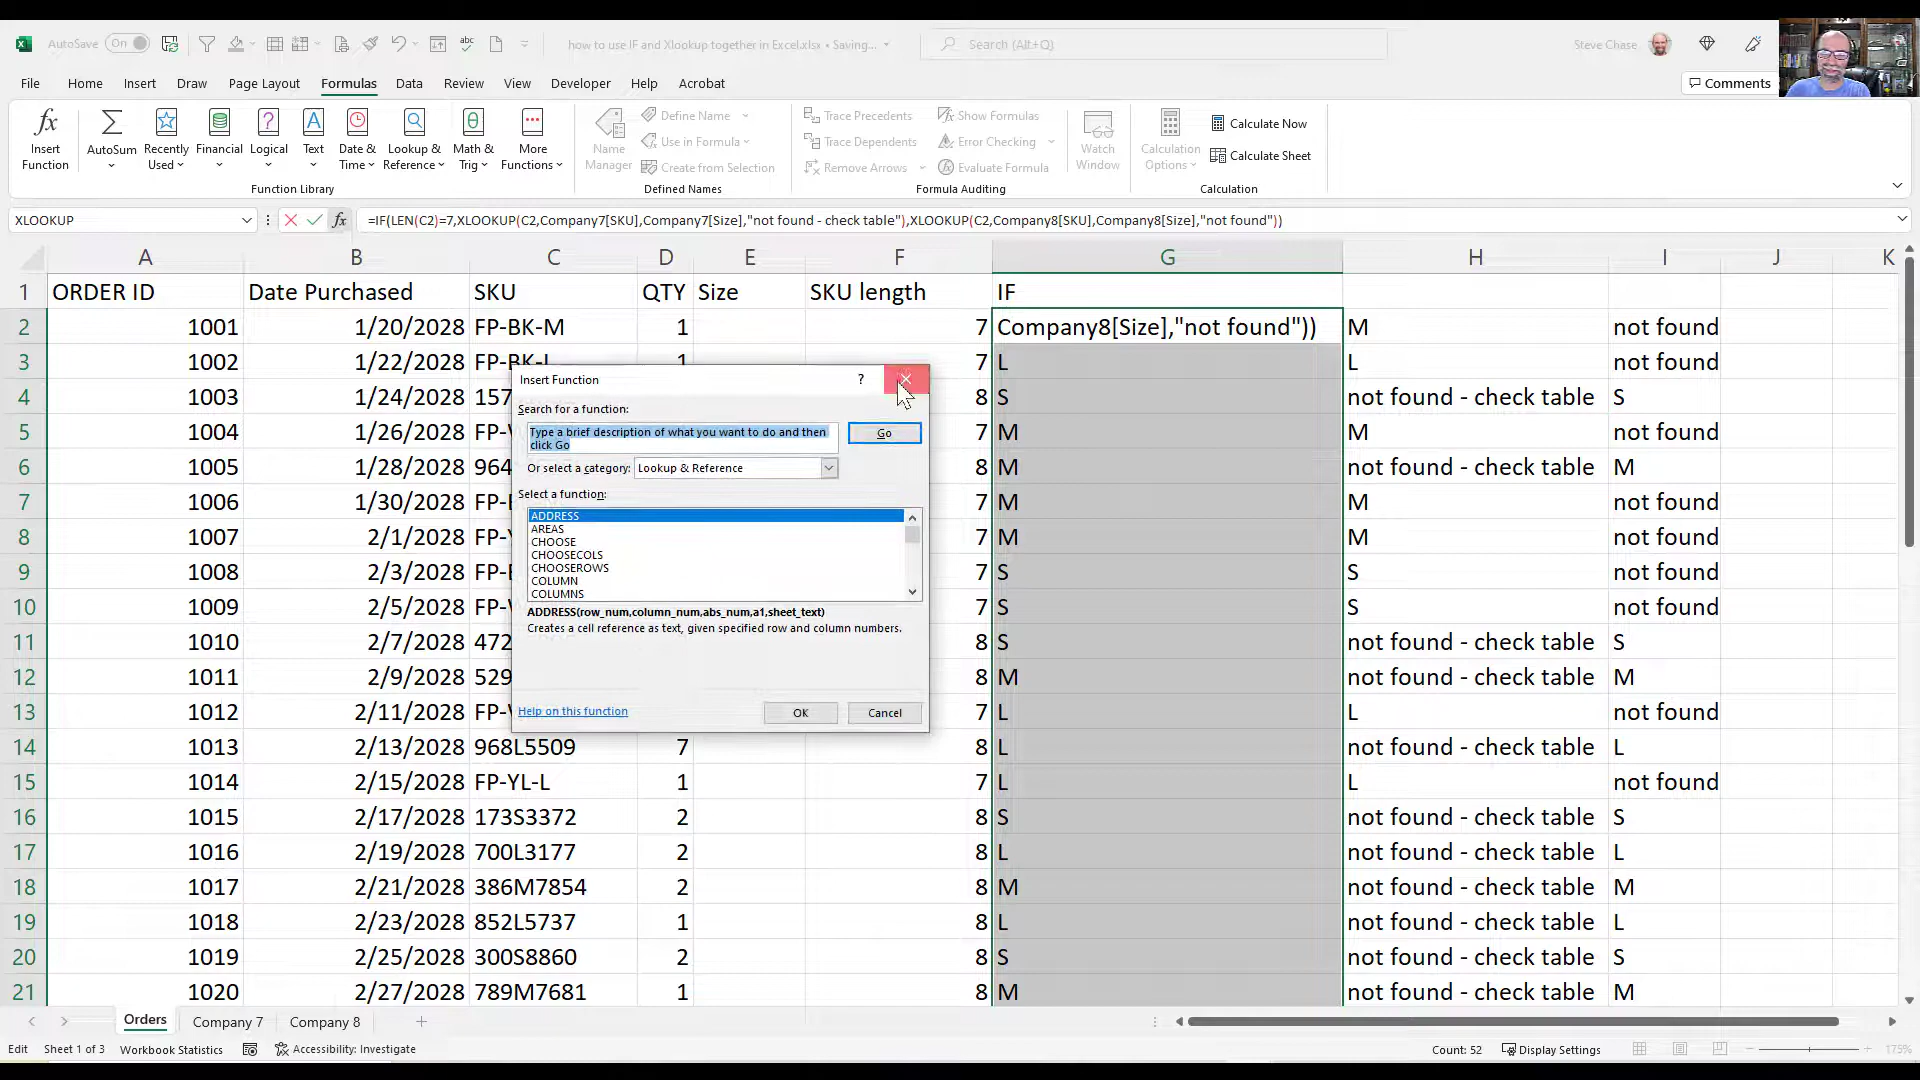 AutoSave On
how to use IF and Xlookup together in Excel.xlsx • Saving...
Search (Alt+Q)
Steve Chase
File Home Insert Draw Page Layout Formulas Data Review View Developer Help Acrobat
Comments
Insert Function
AutoSum
Recently Used
Financial
Logical
Text
Date & Time
Lookup & Reference
Math & Trig
More Functions
Function Library
Name Manager
Define Name
Use in Formula
Create from Selection
Defined Names
Trace Precedents
Trace Dependents
Remove Arrows
Show Formulas
Error Checking
Evaluate Formula
Formula Auditing
Watch Window
Calculation Options
Calculate Now
Calculate Sheet
Calculation
XLOOKUP
fx =IF(LEN(C2)=7,XLOOKUP(C2,Company7[SKU],Company7[Size],"not found - check table"),XLOOKUP(C2,Company8[SKU],Company8[Size],"not found"))
A B C D E F G H I J K
1 ORDER ID Date Purchased SKU QTY Size SKU length IF
2 1001 1/20/2028 FP-BK-M 1 7 Company8[Size],"not found")) M not found
3 1002 1/22/2028 FP-BK-L 1 7 L L not found
4 1003 1/24/2028 157 8 S not found - check table S
5 1004 1/26/2028 7 M M not found
6 1005 1/28/2028 964 8 M not found - check table M
7 1006 1/30/2028 7 M M not found
8 1007 2/1/2028 7 M M not found
9 1008 2/3/2028 7 S S not found
10 1009 2/5/2028 7 S S not found
11 1010 2/7/2028 472 8 S not found - check table S
12 1011 2/9/2028 529 8 M not found - check table M
13 1012 2/11/2028 7 L L not found
14 1013 2/13/2028 968L5509 7 8 L not found - check table L
15 1014 2/15/2028 FP-YL-L 1 7 L L not found
16 1015 2/17/2028 173S3372 2 8 S not found - check table S
17 1016 2/19/2028 700L3177 2 8 L not found - check table L
18 1017 2/21/2028 386M7854 2 8 M not found - check table M
19 1018 2/23/2028 852L5737 1 8 L not found - check table L
20 1019 2/25/2028 300S8860 2 8 S not found - check table S
21 1020 2/27/2028 789M7681 1 8 M not found - check table M
Insert Function ?
Search for a function:
Type a brief description of what you want to do and then
click Go
Go
Or select a category: Lookup & Reference
Select a function:
ADDRESS
AREAS
CHOOSE
CHOOSECOLS
CHOOSEROWS
COLUMN
COLUMNS
ADDRESS(row_num,column_num,abs_num,a1,sheet_text)
Creates a cell reference as text, given specified row and column numbers.
Help on this function
OK
Cancel
Orders Company 7 Company 8
Edit Sheet 1 of 3 Workbook Statistics Accessibility: Investigate Count: 52 Display Settings 175%